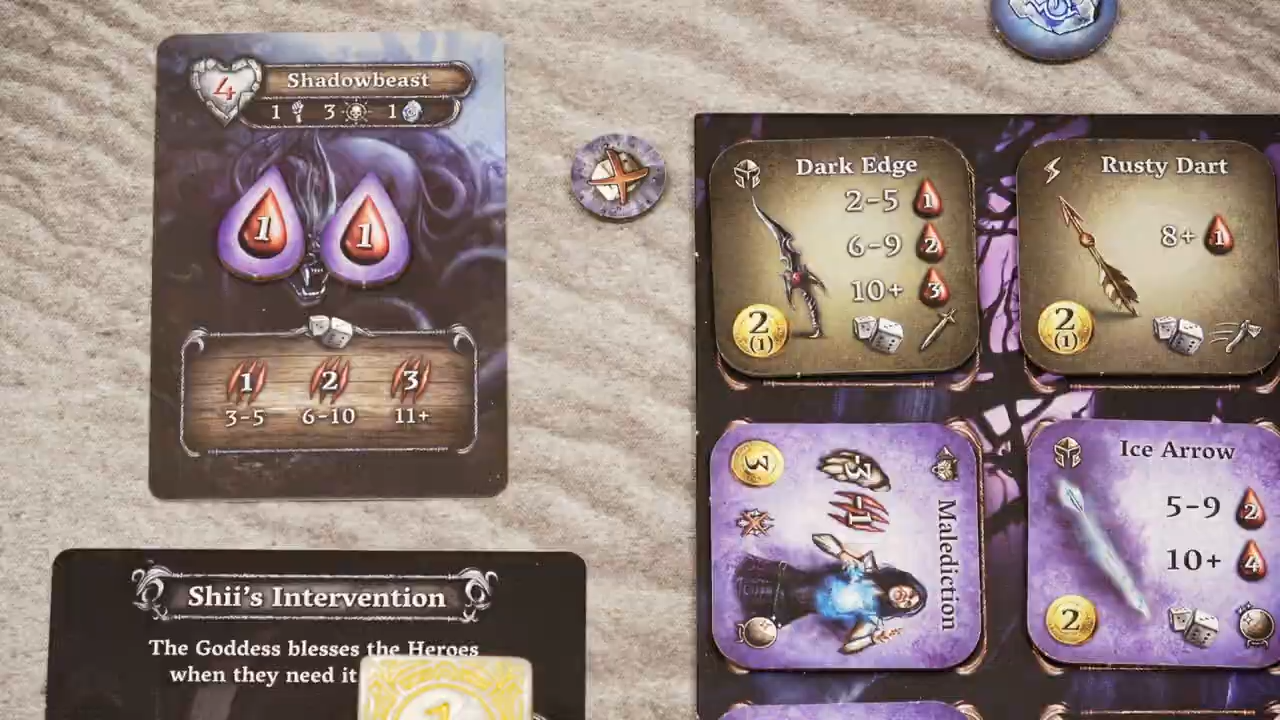 4
Shadowbeast
1 3 1
1 1
1 2 3
3-5 6-10 11+
Shii's Intervention
The Goddess blesses the Heroes
when they need it
Dark Edge
2-5 1
6-9 2
10+ 3
2
(1)
Rusty Dart
8+ 1
2
(1)
Malediction
3
-3
-1
Ice Arrow
5-9 2
10+ 4
2